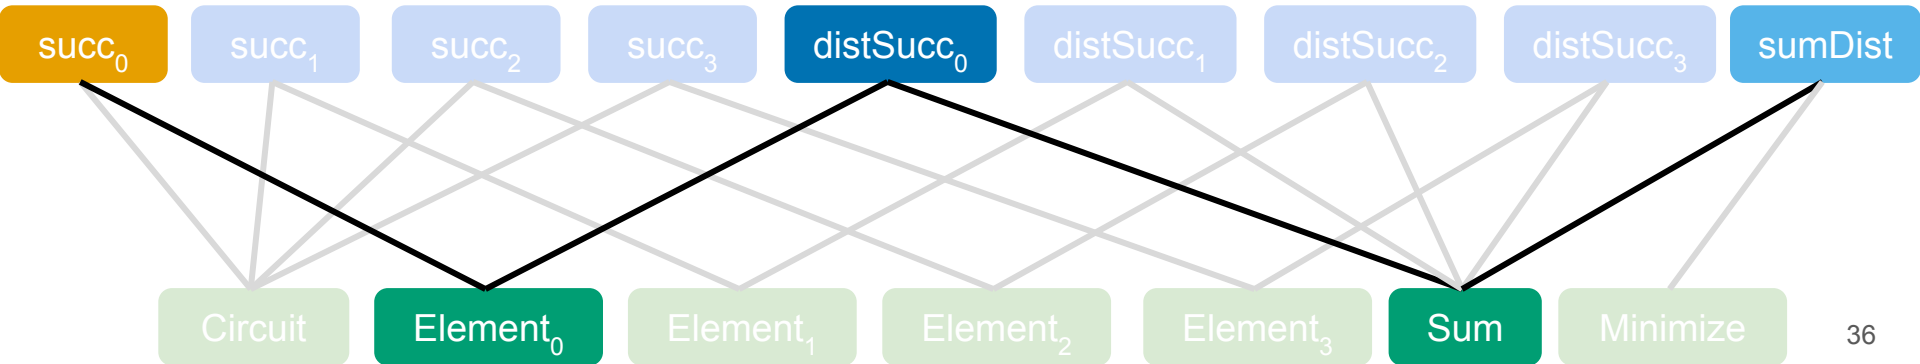 succ₀ succ₁ succ₂ succ₃ distSucc₀ distSucc₁ distSucc₂ distSucc₃ sumDist
Circuit Element₀ Element₁ Element₂ Element₃ Sum Minimize 36